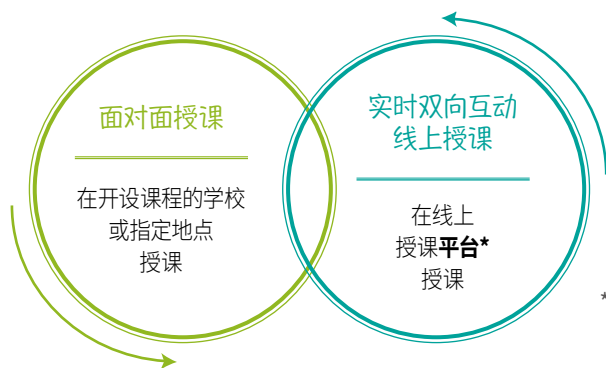 面对面授课
在开设课程的学校
或指定地点
授课
实时双向互动
线上授课
在线上
授课平台*
授课
*